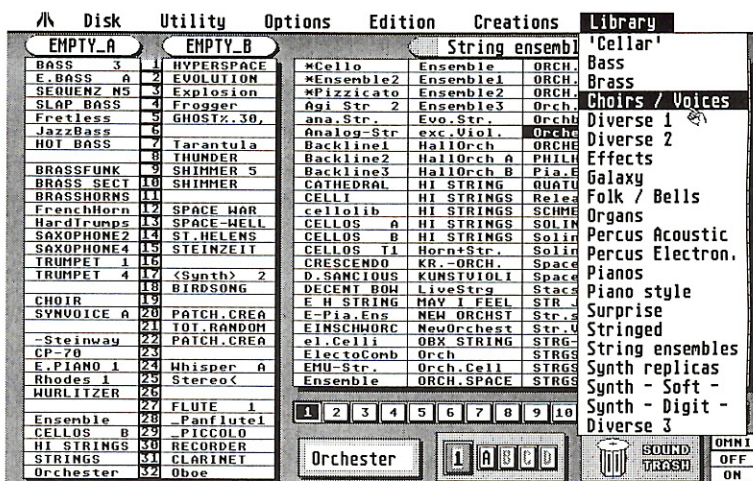 Disk Utility Options Edition Creations Library
EMPTY_A EMPTY_B String ensembl
BASS 3 1 HYPERSPACE
E.BASS A 2 EVOLUTION
SEQUENZ N5 3 Explosion
SLAP BASS 4 Frogger
Fretless 5 GHOST%.30,
JazzBass 6
HOT BASS 7 Tarantula
8 THUNDER
BRASSFUNK 9 SHIMMER 5
BRASS SECT 10 SHIMMER
BRASSHORNS 11
FrenchHorn 12 SPACE WAR
HardTrumps 13 SPACE-WELL
SAXOPHONE2 14 ST.HELENS
SAXOPHONE4 15 STEINZEIT
TRUMPET 1 16
TRUMPET 4 17 <Synth> 2
18 BIRDSONG
CHOIR 19
SYNVOICE A 20 PATCH.CREA
21 TOT.RANDOM
-Steinway 22 PATCH.CREA
CP-70 23
E.PIANO 1 24 Whisper A
Rhodes 1 25 Stereo<
WURLITZER 26
27 FLUTE 1
Ensemble 28 _Panflute1
CELLOS B 29 _PICCOLO
HI STRINGS 30 RECORDER
STRINGS 31 CLARINET
Orchester 32 Oboe
*Cello Ensemble ORCH.
*Ensemble2 Ensemble1 ORCH.
*Pizzicato Ensemble2 ORCH.
Agi Str 2 Ensemble3 Orch.
ana.Str. Evo.Str. Orchb
Analog-Str exc.Viol. Orche
Backline1 HallOrch ORCHE
Backline2 HallOrch A PHILH
Backline3 HallOrch B Pia.E
CATHEDRAL HI STRING QUATU
CELLI HI STRINGS Relea
cellolib HI STRINGS SCHME
CELLOS A HI STRINGS SOLIN
CELLOS B HI STRINGS Solin
CELLOS T1 Horn+Str. Solin
CRESCENDO KR.-ORCH. Space
D.SANCIOUS KUNSTVIOLI Space
DECENT BOW LiveStrg Stacs
E H STRING MAY I FEEL STR J
E-Pia.Ens NEW ORCHST Str.s
EINSCHWORC NewOrchest Str.V
el.Celli OBX STRING STRG-
ElectoComb Orch STRGS
EMU-Str. Orch.Cell STRGS
Ensemble ORCH.SPACE STRGS
1 2 3 4 5 6 7 8 9 10
Orchester 1 A B C D
'Cellar'
Bass
Brass
Choirs / Voices
Diverse 1
Diverse 2
Effects
Galaxy
Folk / Bells
Organs
Percus Acoustic
Percus Electron.
Pianos
Piano style
Surprise
Stringed
String ensembles
Synth replicas
Synth - Soft -
Synth - Digit -
Diverse 3
SOUND TRASH
OMNI
OFF
ON